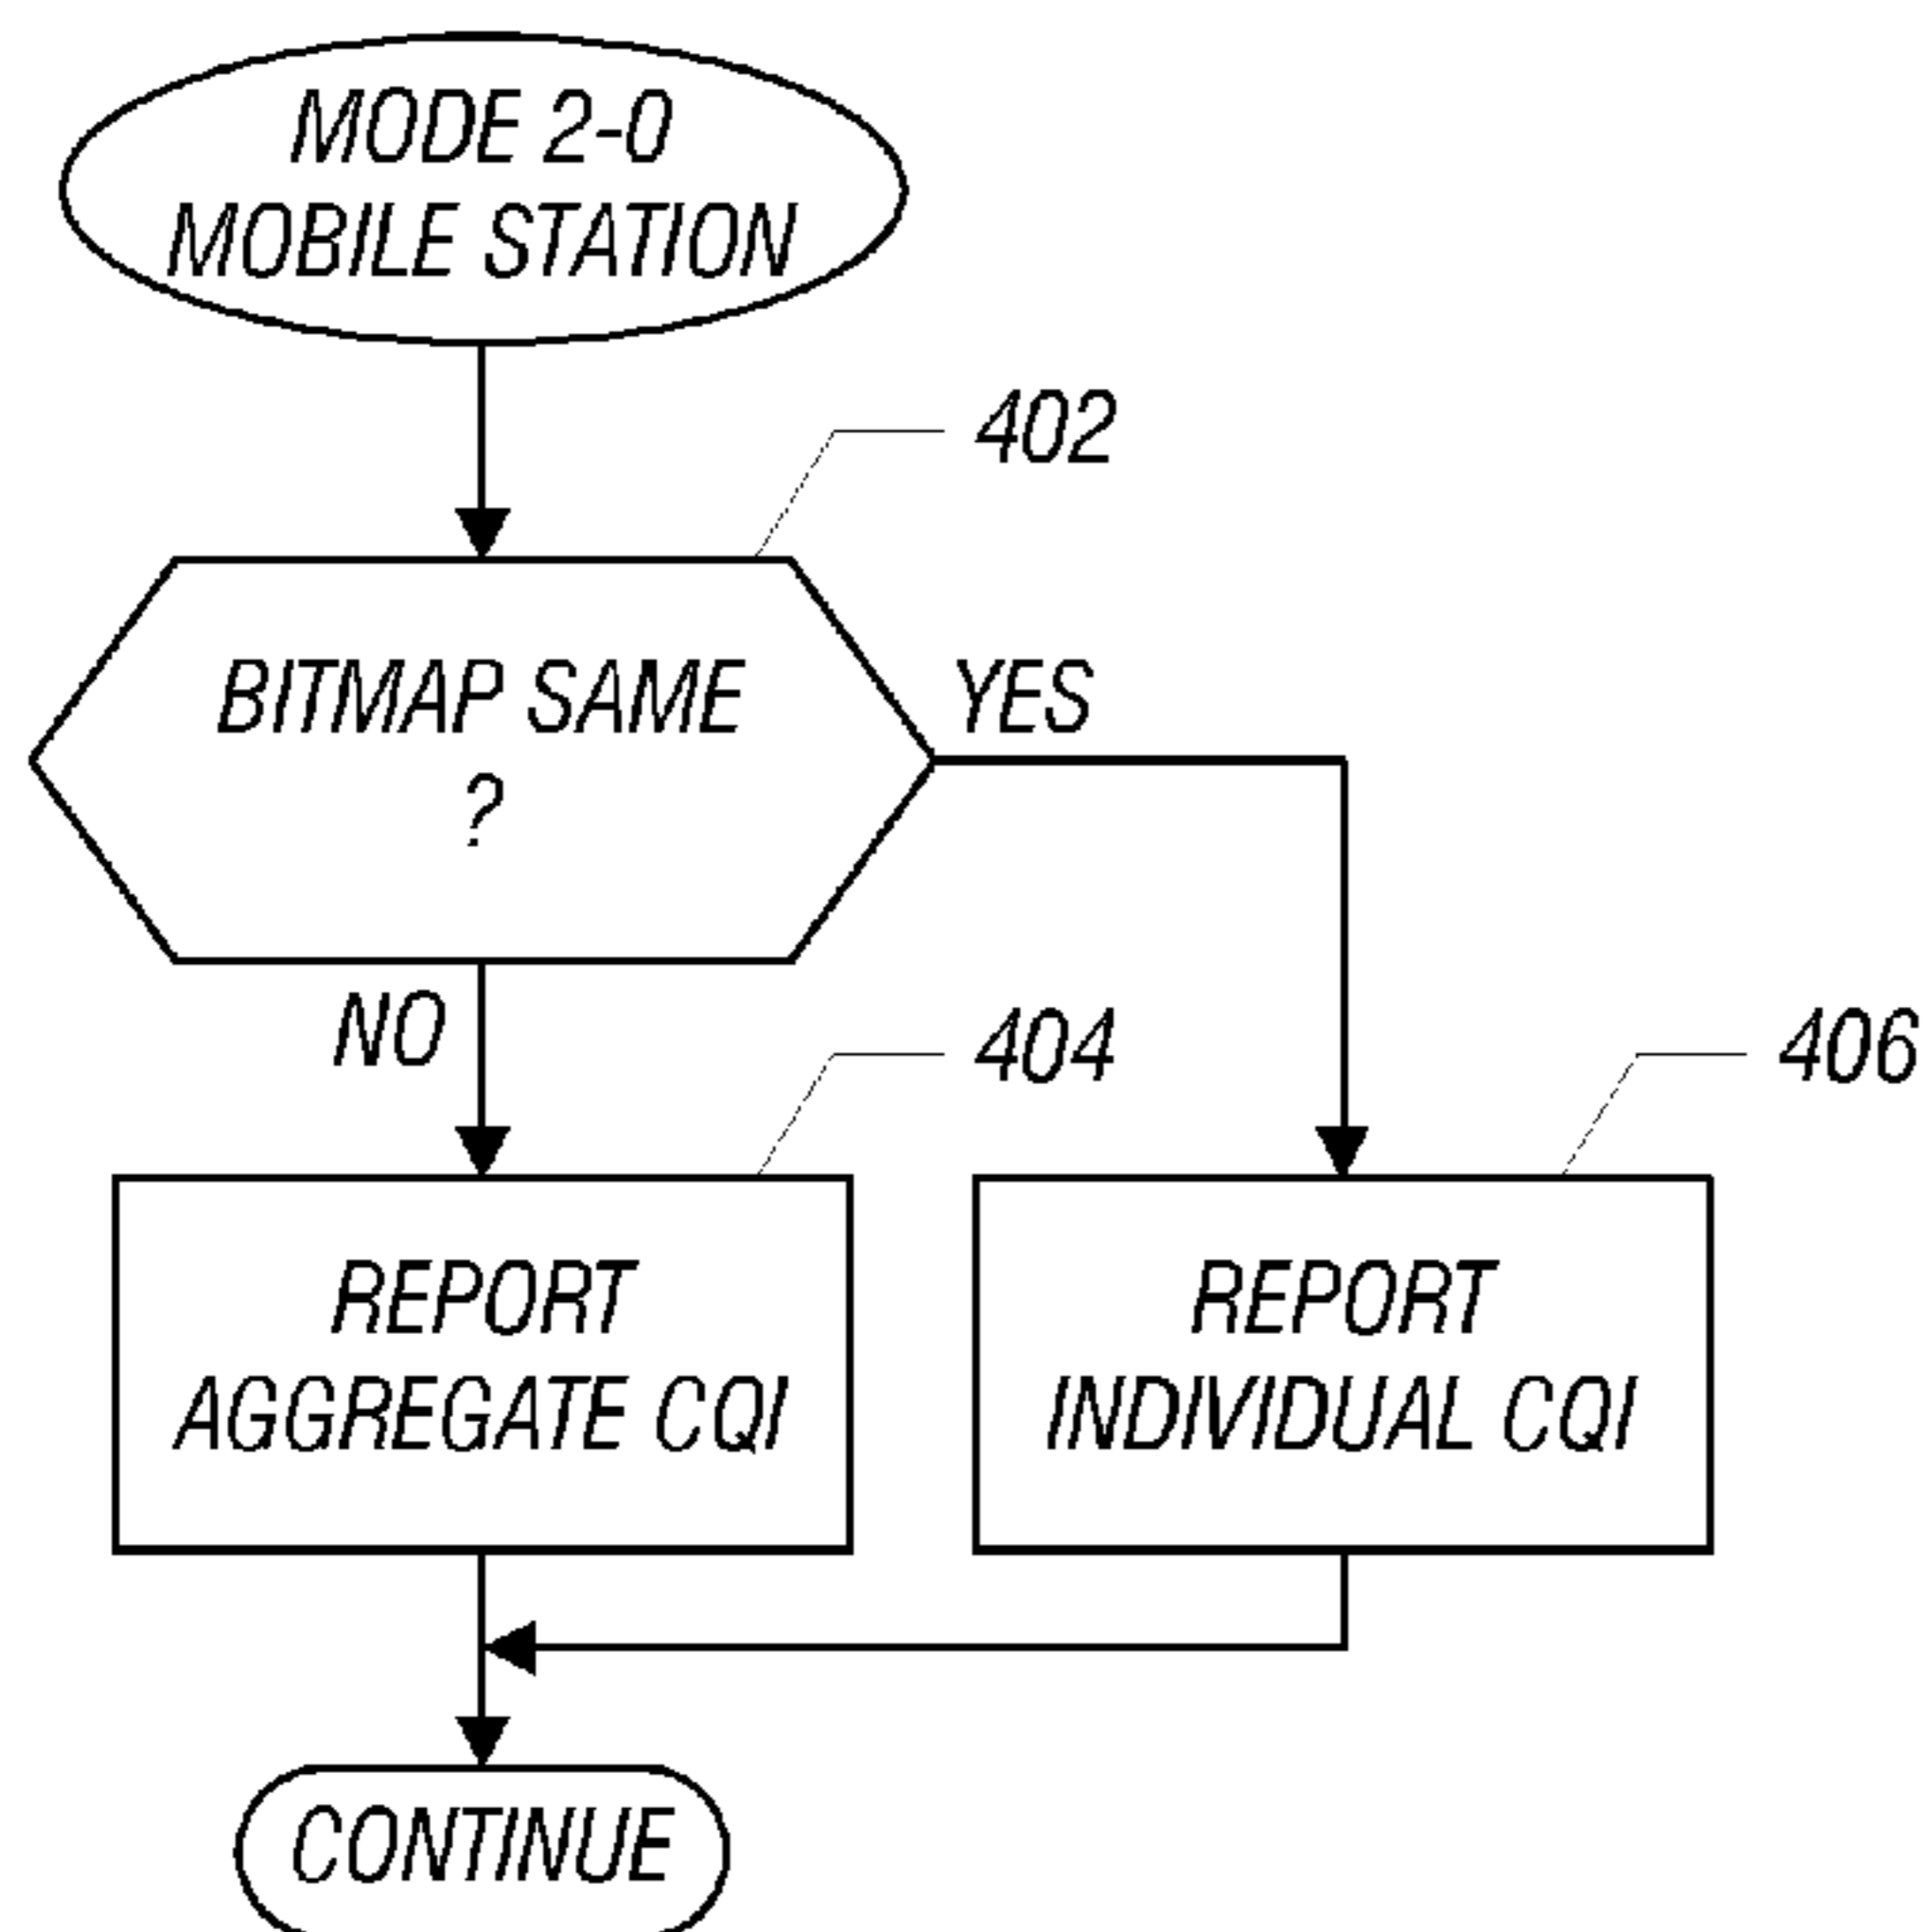 MODE 2-0
MOBILE STATION
402
BITMAP SAME
?
YES
NO
404
406
REPORT
AGGREGATE CQI
REPORT
INDIVIDUAL CQI
CONTINUE